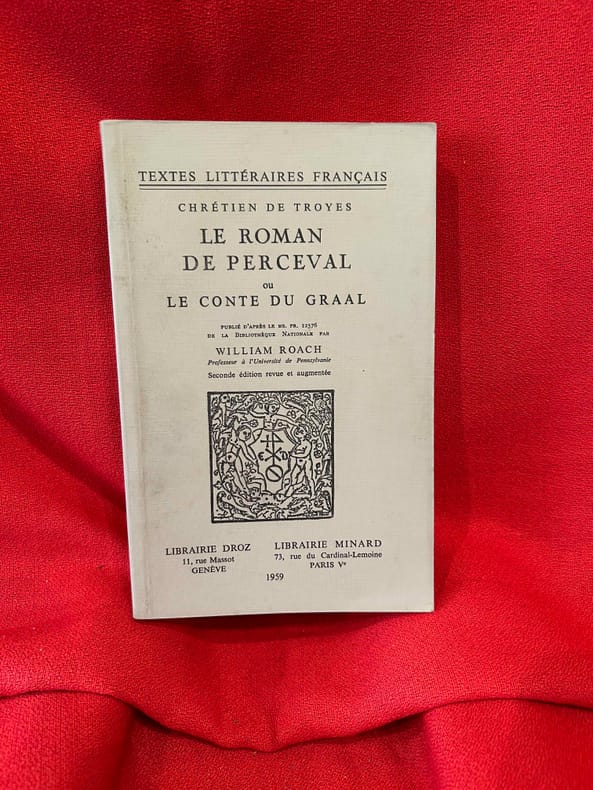 TEXTES LITTÉRAIRES FRANÇAIS
CHRÉTIEN DE TROYES
LE ROMAN
DE PERCEVAL
ou
LE CONTE DU GRAAL
PUBLIÉ D'APRÈS LE MS. FR. 12576
DE LA BIBLIOTHÈQUE NATIONALE PAR
WILLIAM ROACH
Professeur à l'Université de Pennsylvanie
Seconde édition revue et augmentée
E D
LIBRAIRIE DROZ
11, rue Massot
GENÈVE
LIBRAIRIE MINARD
73, rue du Cardinal-Lemoine
PARIS Vᵉ
1959